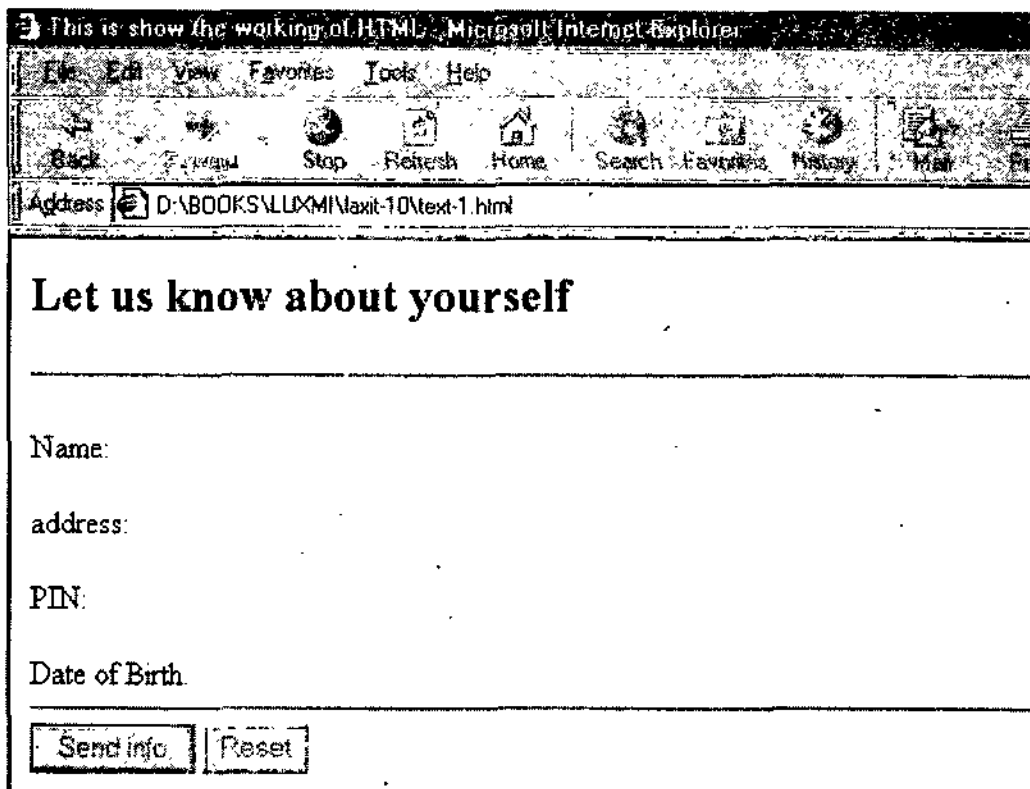 This is show the working of HTML - Microsoft Internet Explorer
File Edit View Favorites Tools Help
Back Forward Stop Refresh Home Search Favorites History Mail
Address D:\BOOKS\LUXMI\laxit-10\text-1.html
Let us know about yourself
Name:
address:
PIN:
Date of Birth.
Send info Reset